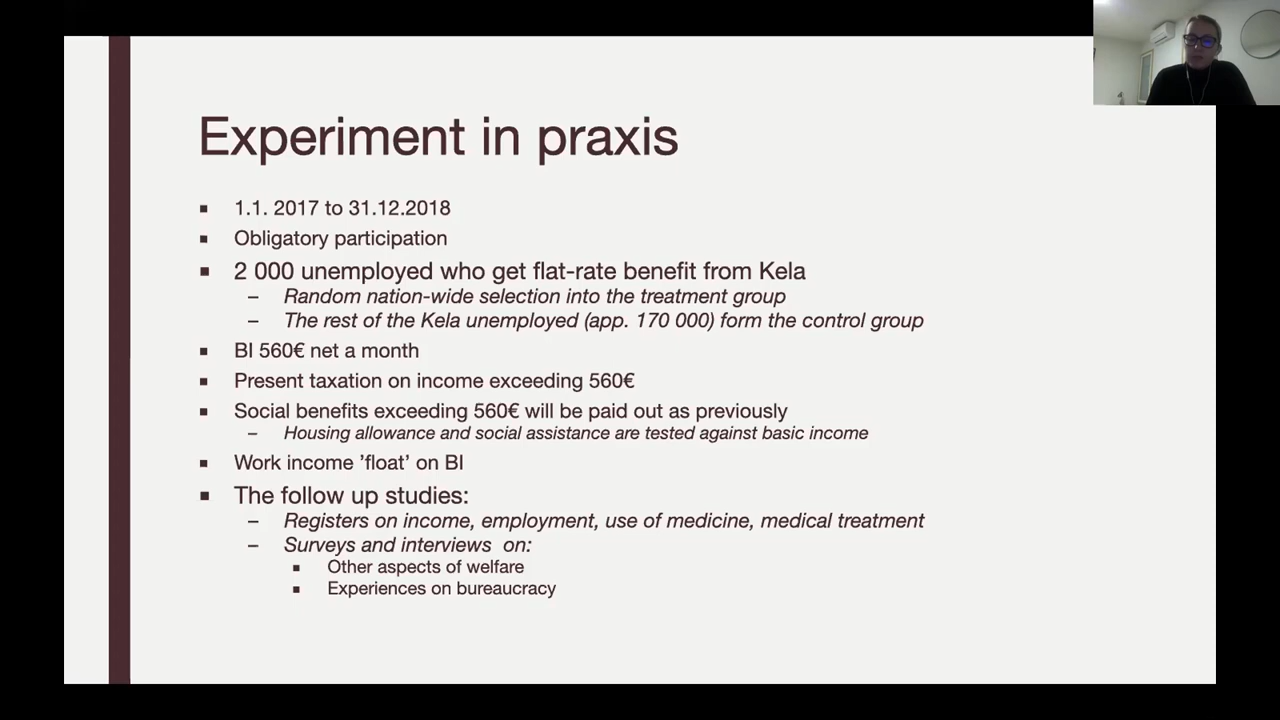 Experiment in praxis
▪ 1.1. 2017 to 31.12.2018
▪ Obligatory participation
▪ 2 000 unemployed who get flat-rate benefit from Kela
– Random nation-wide selection into the treatment group
– The rest of the Kela unemployed (app. 170 000) form the control group
▪ BI 560€ net a month
▪ Present taxation on income exceeding 560€
▪ Social benefits exceeding 560€ will be paid out as previously
– Housing allowance and social assistance are tested against basic income
▪ Work income ’float’ on BI
▪ The follow up studies:
– Registers on income, employment, use of medicine, medical treatment
– Surveys and interviews on:
▪ Other aspects of welfare
▪ Experiences on bureaucracy